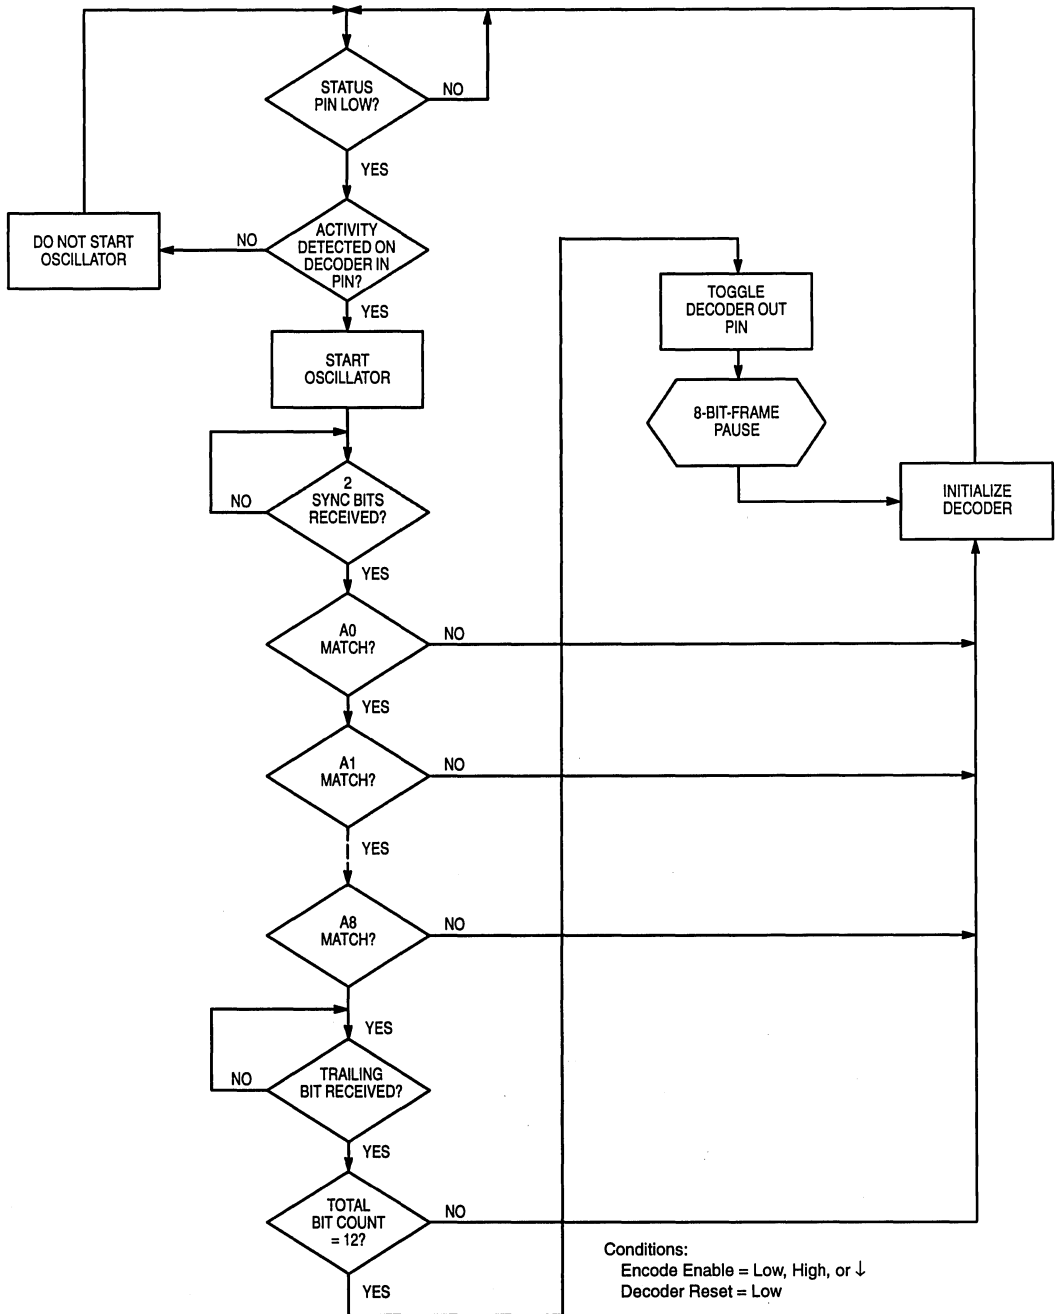 STATUS
PIN LOW?
NO
YES
ACTIVITY
DETECTED ON
DECODER IN
PIN?
NO
DO NOT START
OSCILLATOR
YES
START
OSCILLATOR
2
SYNC BITS
RECEIVED?
NO
YES
A0
MATCH?
NO
YES
A1
MATCH?
NO
YES
A8
MATCH?
NO
YES
TRAILING
BIT RECEIVED?
NO
YES
TOTAL
BIT COUNT
= 12?
NO
YES
TOGGLE
DECODER OUT
PIN
8-BIT-FRAME
PAUSE
INITIALIZE
DECODER
Conditions:
Encode Enable = Low, High, or ↓
Decoder Reset = Low